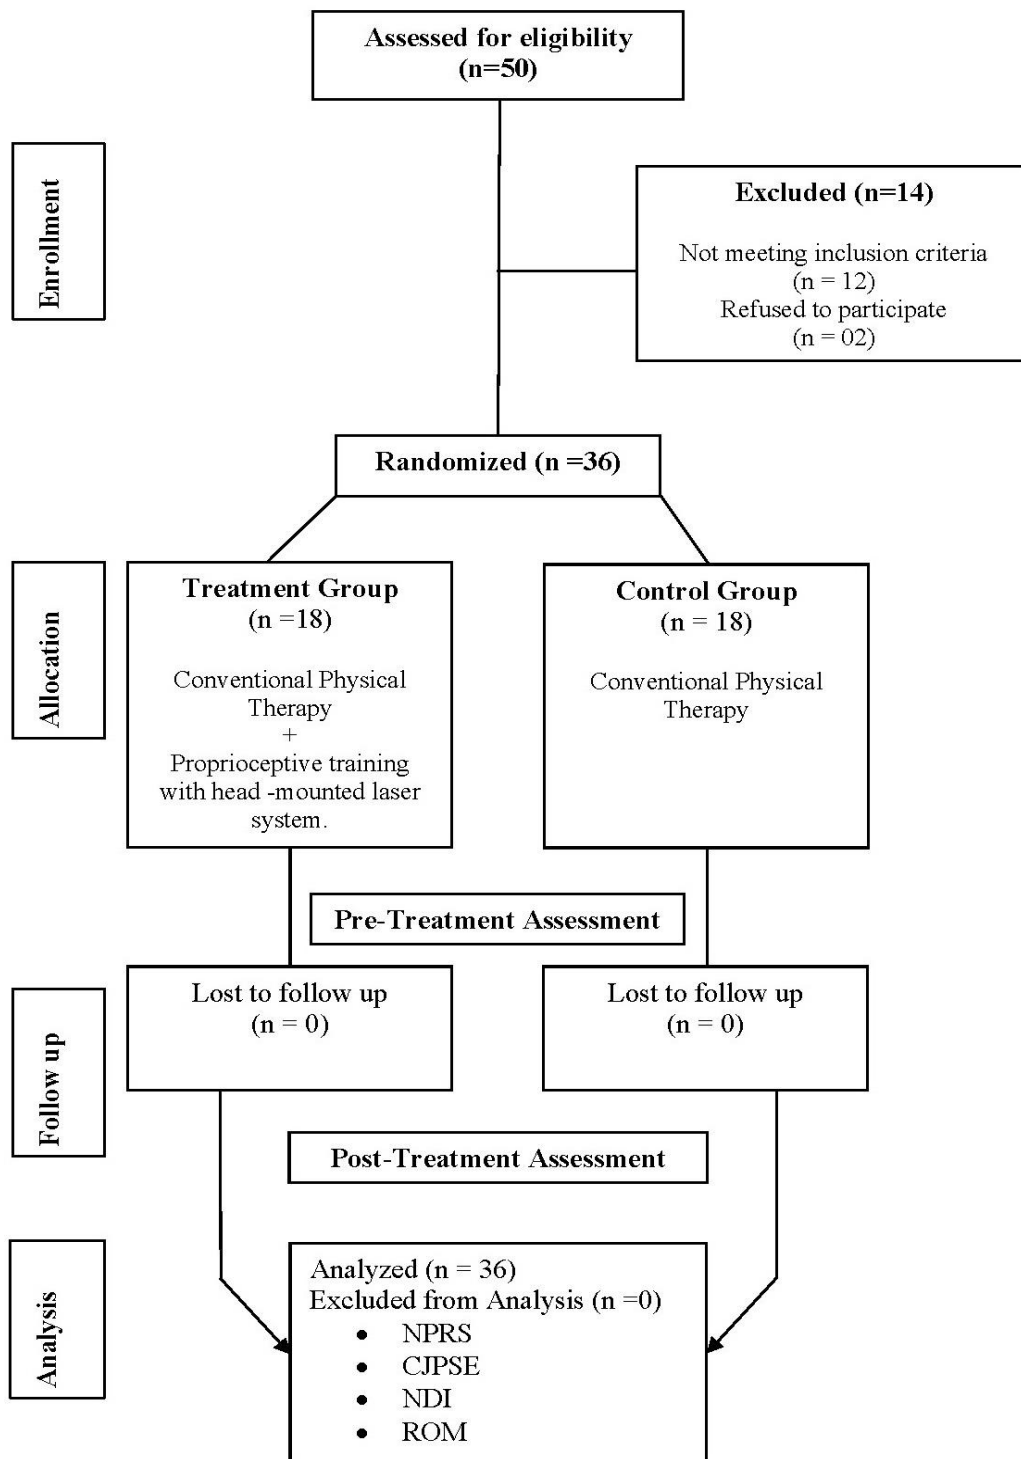 Assessed for eligibility
(n=50)
Enrollment
Excluded (n=14)
Not meeting inclusion criteria
(n = 12)
Refused to participate
(n = 02)
Randomized (n =36)
Allocation
Treatment Group
(n =18)
Conventional Physical
Therapy
+
Proprioceptive training
with head -mounted laser
system.
Control Group
(n = 18)
Conventional Physical
Therapy
Pre-Treatment Assessment
Follow up
Lost to follow up
(n = 0)
Lost to follow up
(n = 0)
Post-Treatment Assessment
Analysis
Analyzed (n = 36)
Excluded from Analysis (n =0)
• NPRS
• CJPSE
• NDI
• ROM